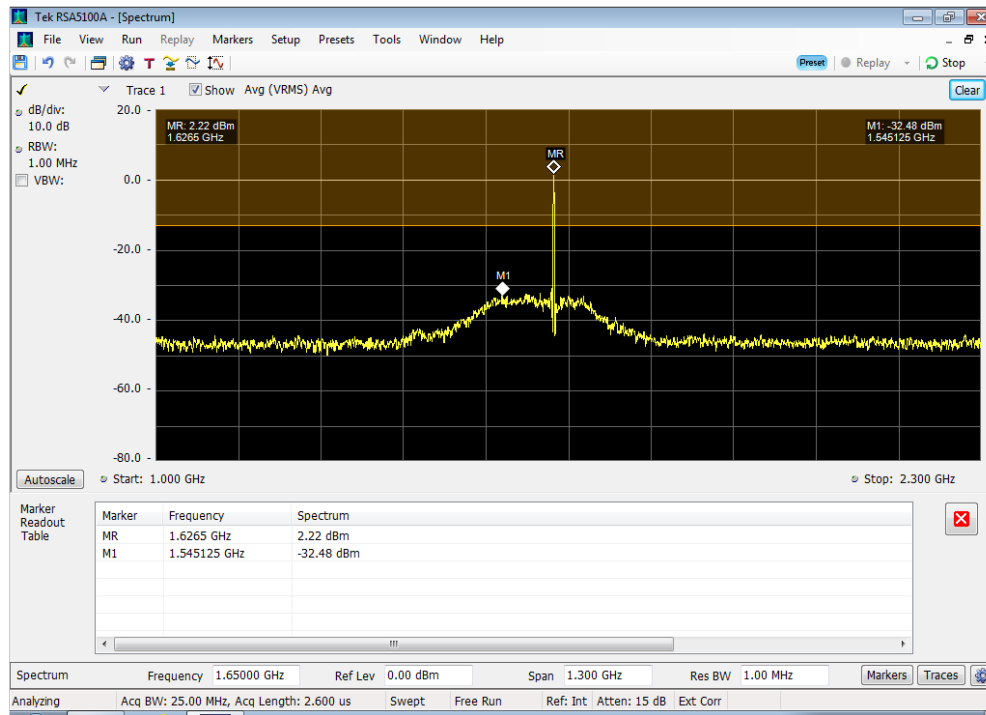 Tek RSA5100A - [Spectrum]
File View Run Replay Markers Setup Presets Tools Window Help
T Preset Replay Stop
Trace 1 Show Avg (VRMS) Avg Clear
dB/div:
10.0 dB
RBW:
1.00 MHz
VBW:
20.0
0.0
-20.0
-40.0
-60.0
-80.0
MR: 2.22 dBm
1.6265 GHz
M1: -32.48 dBm
1.545125 GHz
MR
M1
Autoscale Start: 1.000 GHz Stop: 2.300 GHz
Marker
Readout
Table
Marker Frequency Spectrum
MR 1.6265 GHz 2.22 dBm
M1 1.545125 GHz -32.48 dBm
Spectrum Frequency 1.65000 GHz Ref Lev 0.00 dBm Span 1.300 GHz Res BW 1.00 MHz Markers Traces
Analyzing Acq BW: 25.00 MHz, Acq Length: 2.600 us Swept Free Run Ref: Int Atten: 15 dB Ext Corr